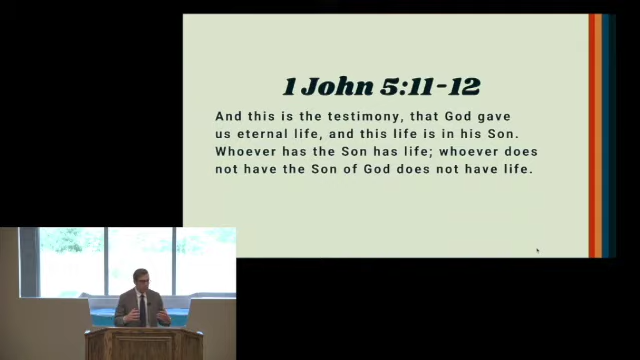 1 John 5:11-12
And this is the testimony, that God gave
us eternal life, and this life is in his Son.
Whoever has the Son has life; whoever does
not have the Son of God does not have life.